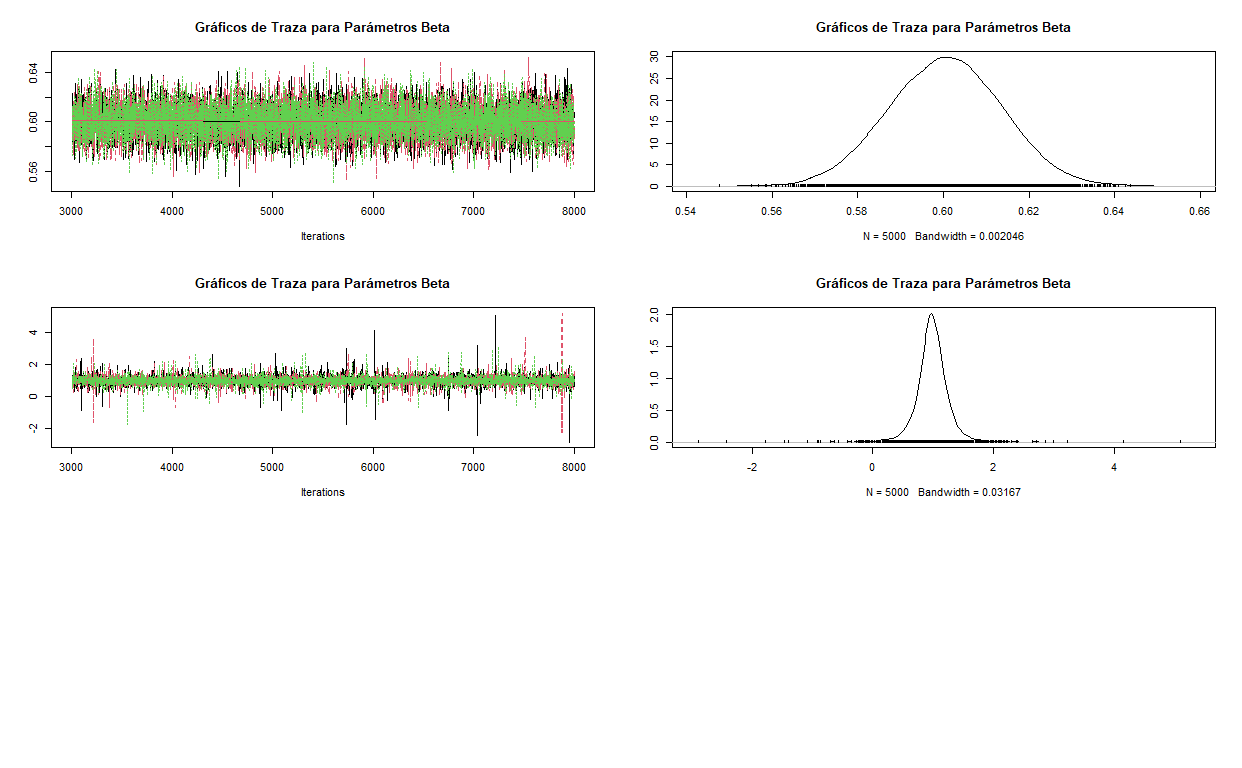 Gráficos de Traza para Parámetros Beta
0.64
0.60
0.56
3000 4000 5000 6000 7000 8000
Iterations
Gráficos de Traza para Parámetros Beta
30
25
20
15
10
5
0
0.54 0.56 0.58 0.60 0.62 0.64 0.66
N = 5000 Bandwidth = 0.002046
Gráficos de Traza para Parámetros Beta
4
2
0
-2
3000 4000 5000 6000 7000 8000
Iterations
Gráficos de Traza para Parámetros Beta
2.0
1.5
1.0
0.5
0.0
-2 0 2 4
N = 5000 Bandwidth = 0.03167